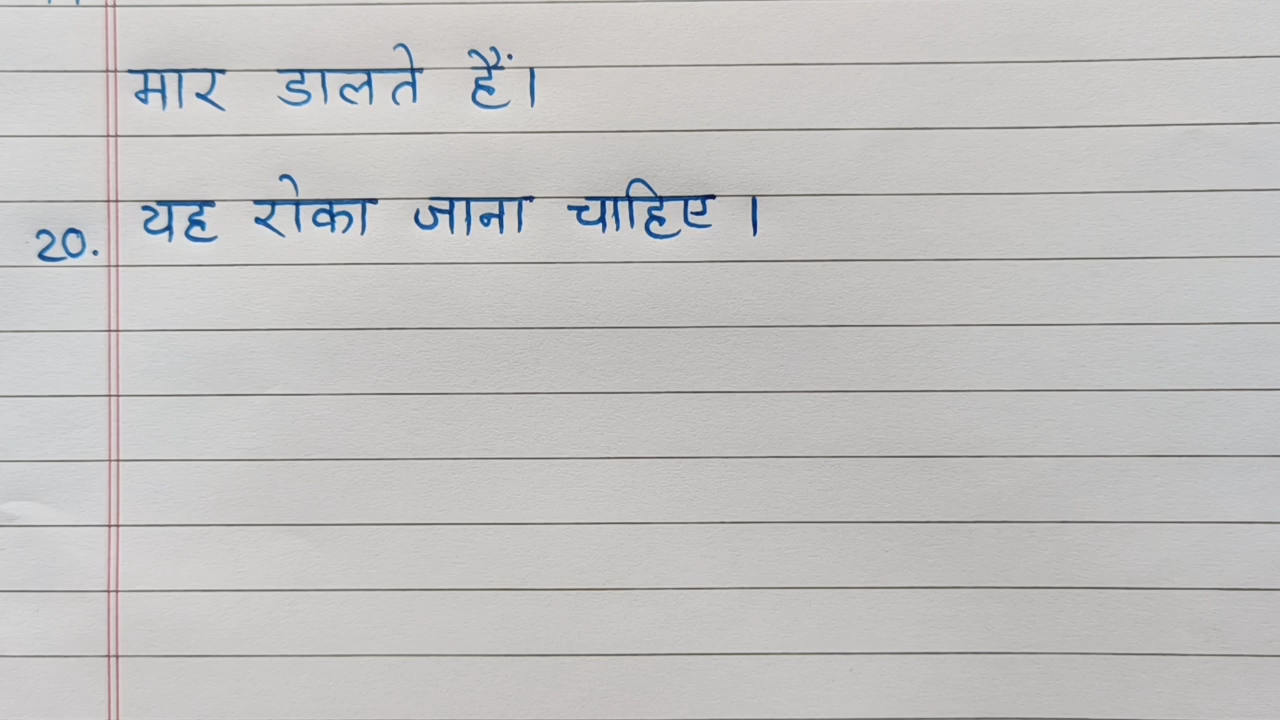 मार डालते हैं।
20. यह रोका जाना चाहिए ।